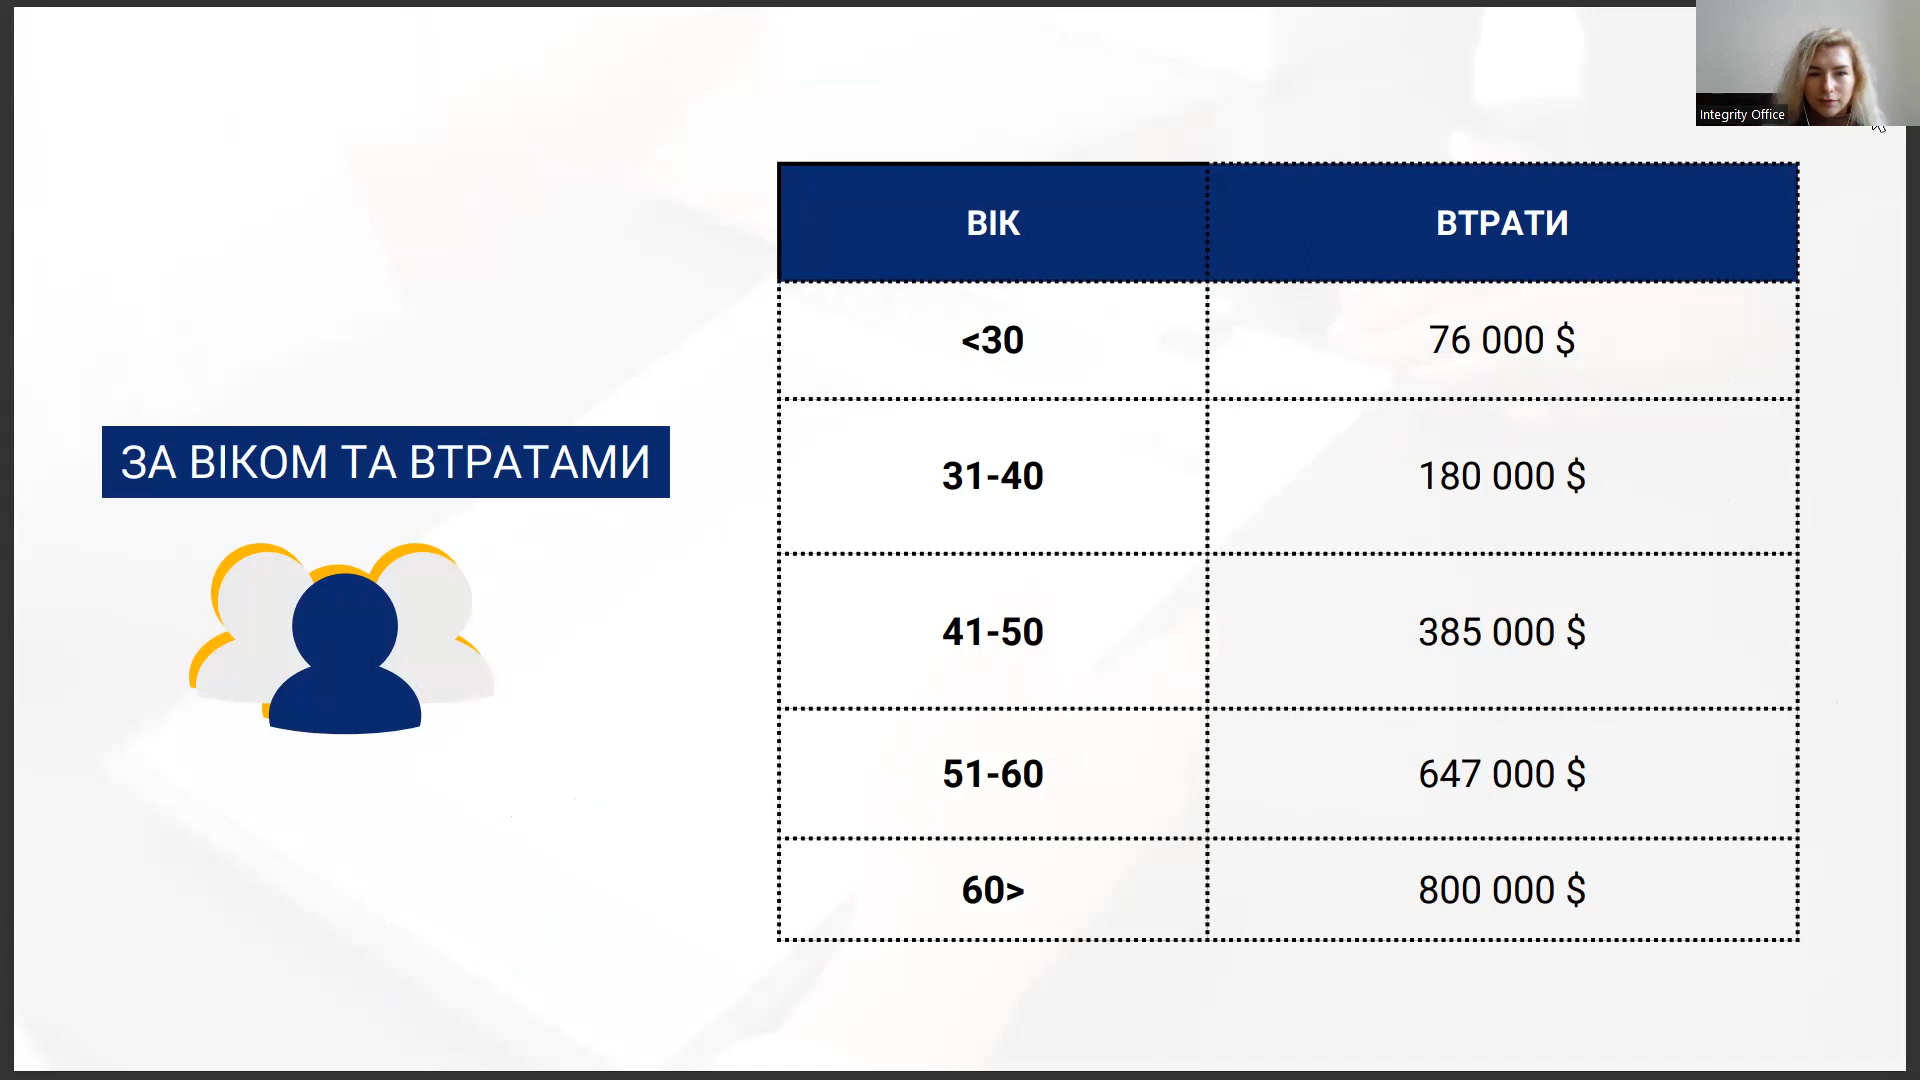 Integrity Office
ЗА ВІКОМ ТА ВТРАТАМИ
ВІК ВТРАТИ
<30 76 000 $
31-40 180 000 $
41-50 385 000 $
51-60 647 000 $
60> 800 000 $